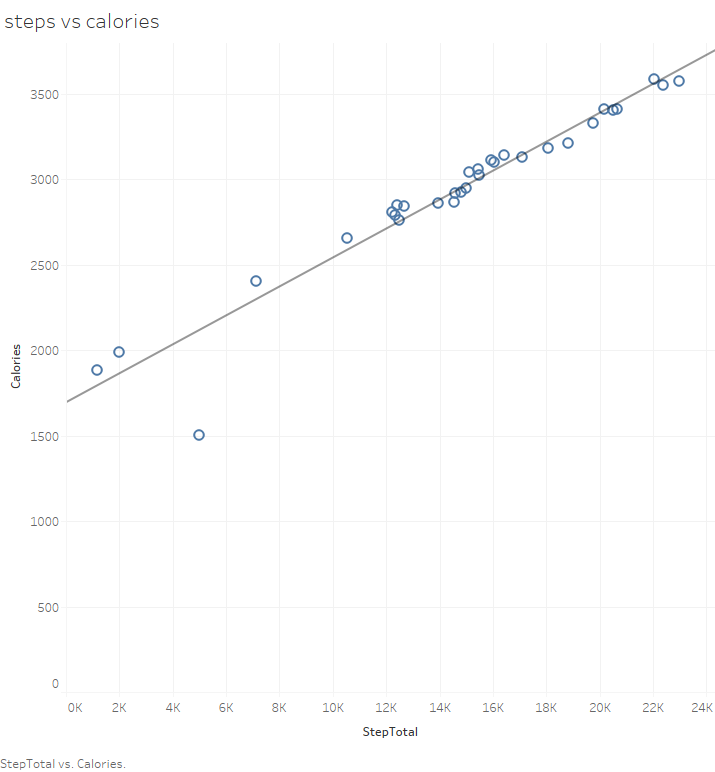 steps vs calories
3500
3000
2500
2000
1500
1000
500
0
Calories
0K 2K 4K 6K 8K 10K 12K 14K 16K 18K 20K 22K 24K
StepTotal
StepTotal vs. Calories.